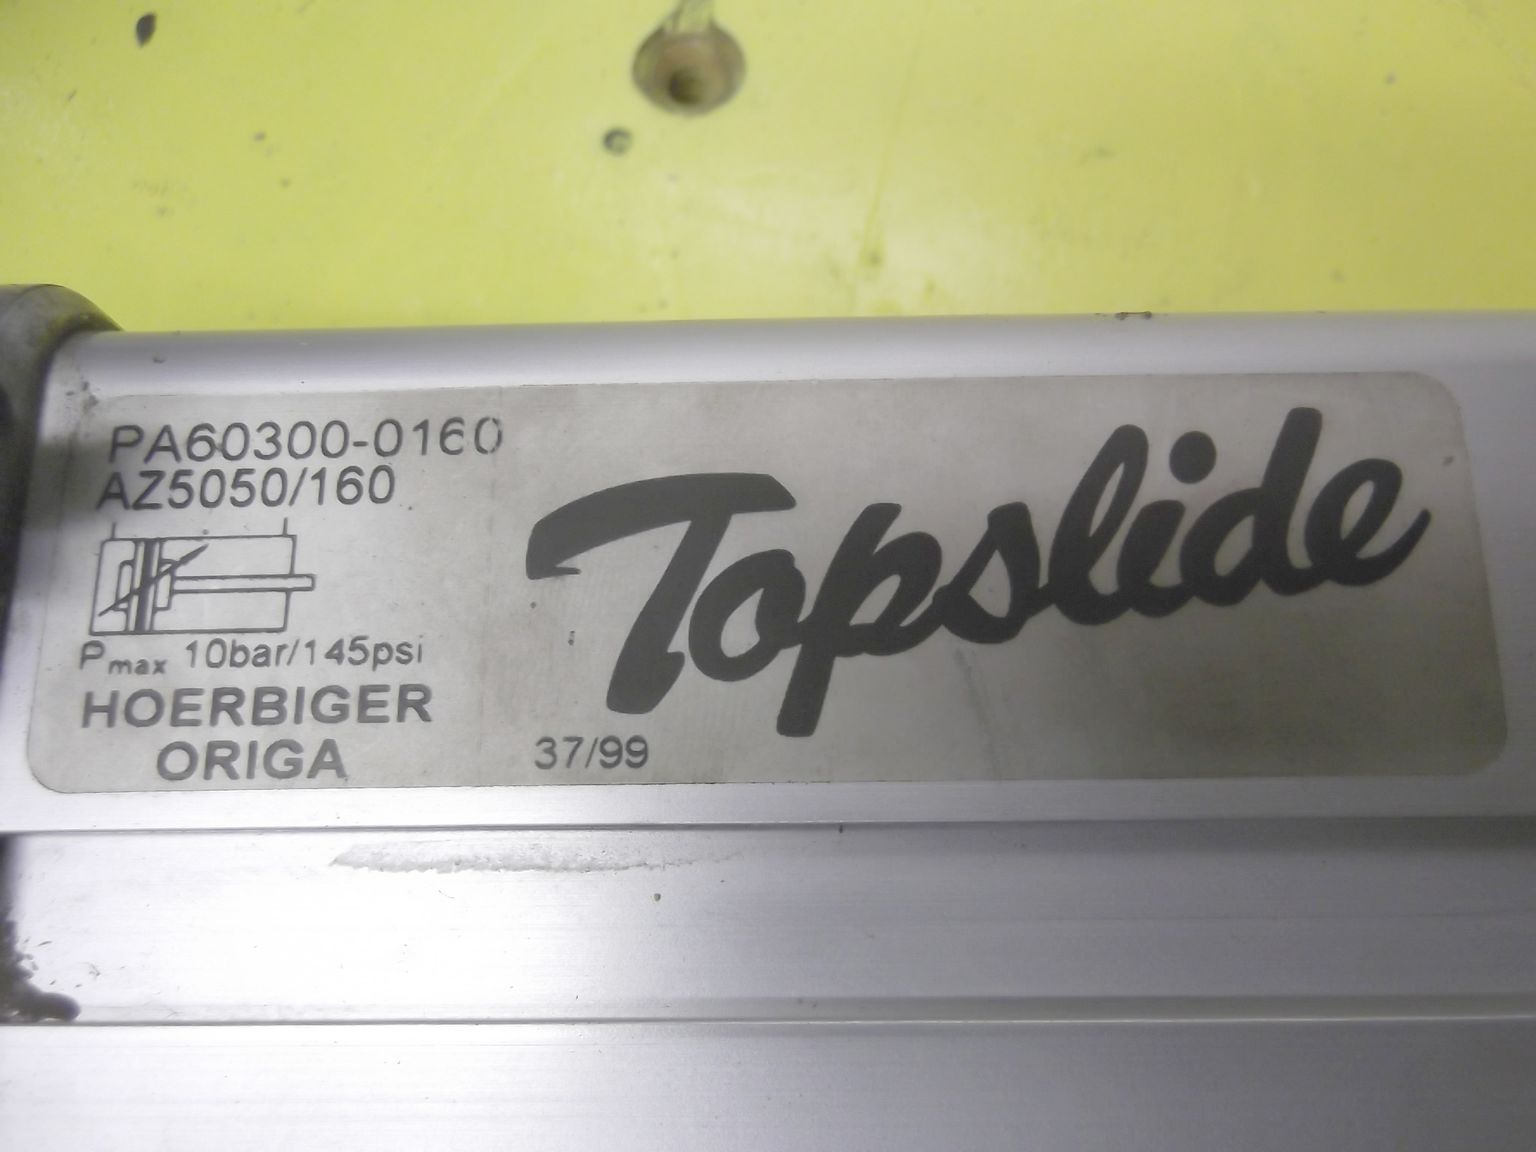 PA60300-0160
AZ5050/160
Pmax 10bar/145psi
HOERBIGER
ORIGA
37/99
Topslide